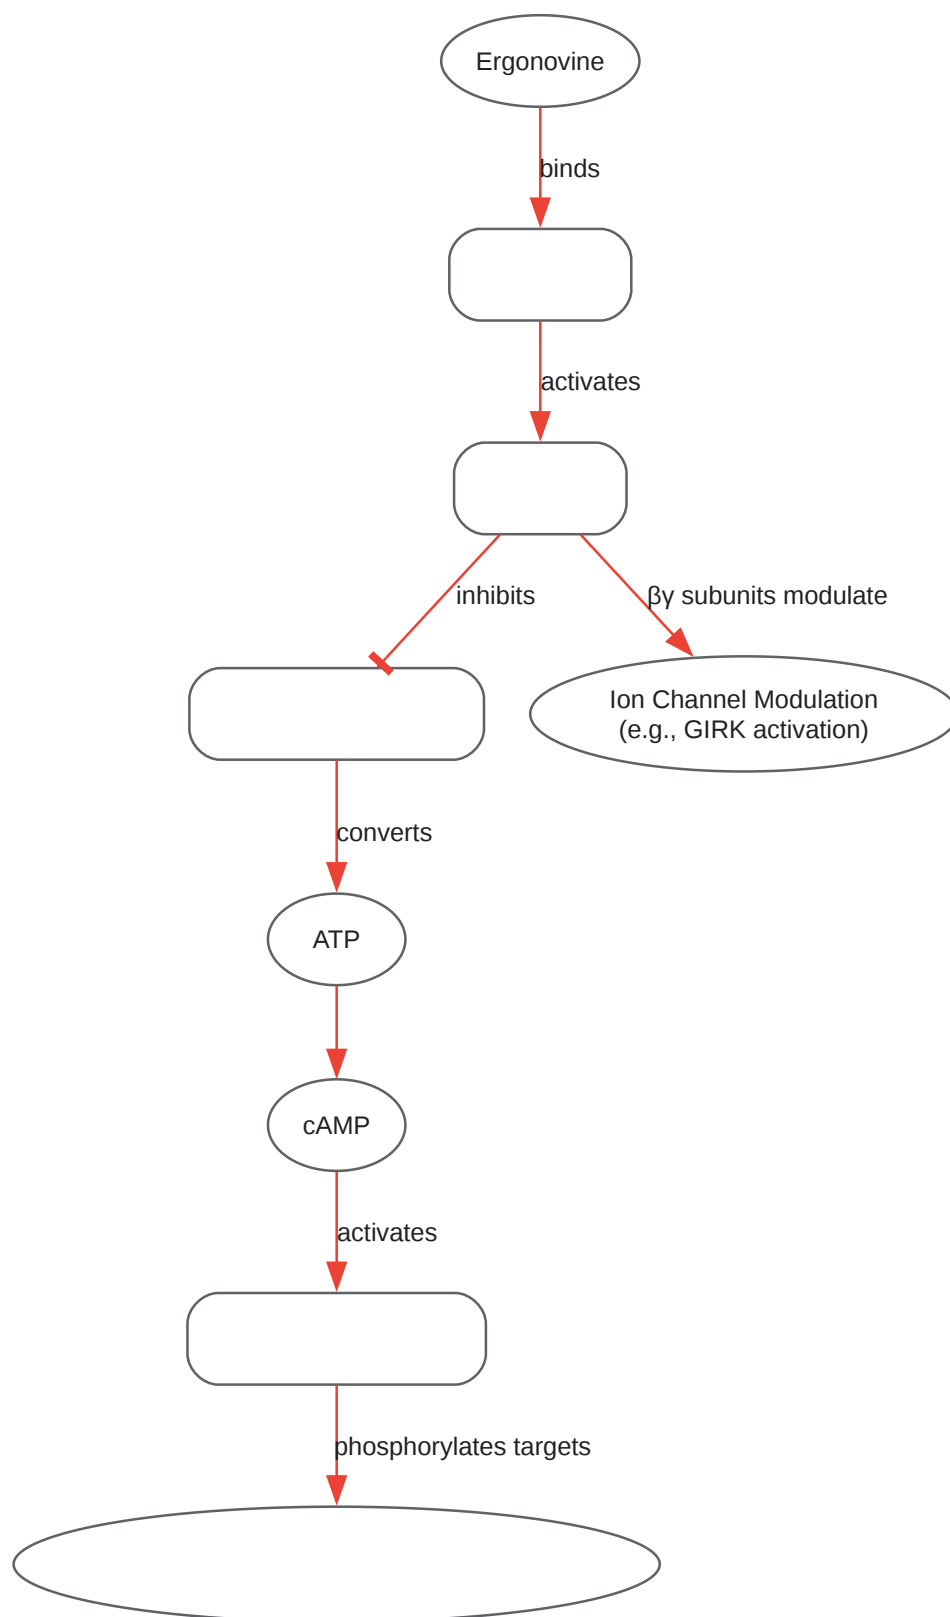 Ergonovine
binds
activates
inhibits
βγ subunits modulate
Ion Channel Modulation
(e.g., GIRK activation)
converts
ATP
cAMP
activates
phosphorylates targets